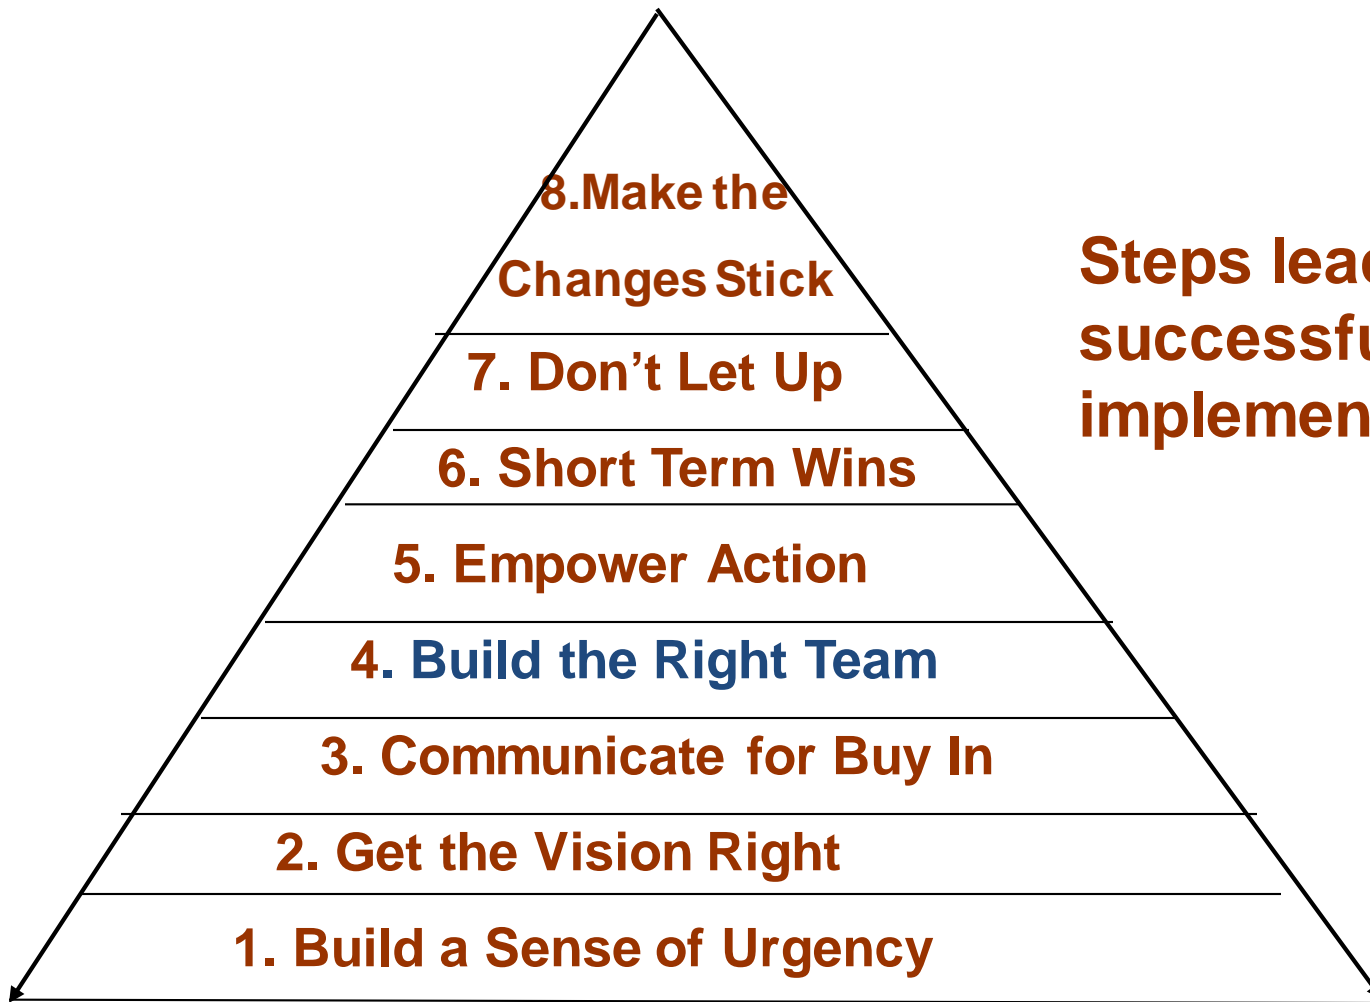 8.Make the
Changes Stick
7. Don’t Let Up
6. Short Term Wins
5. Empower Action
4. Build the Right Team
3. Communicate for Buy In
2. Get the Vision Right
1. Build a Sense of Urgency
Steps